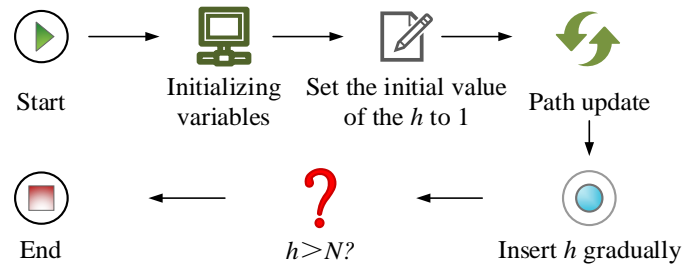 Start
Initializing
variables
Set the initial value
of the h to 1
Path update
End
h>N?
Insert h gradually